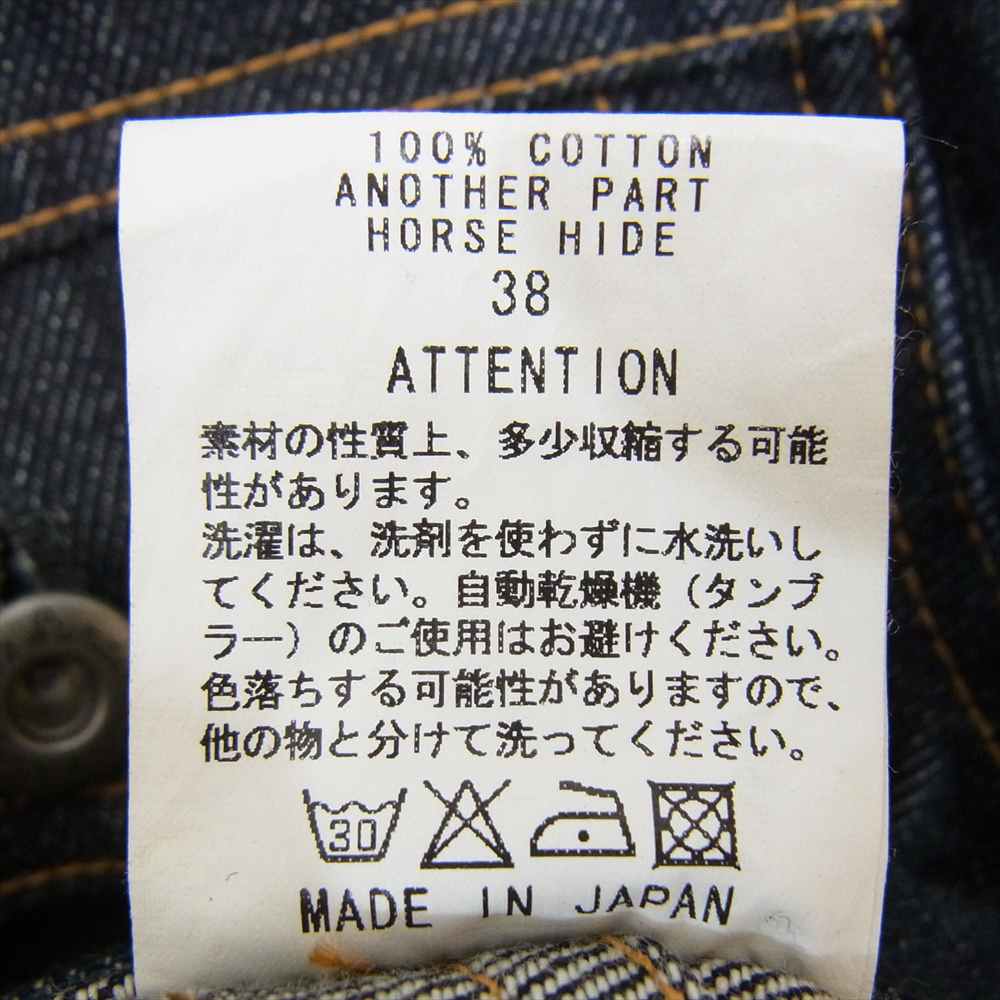 100% COTTON
ANOTHER PART
HORSE HIDE
38
ATTENTION
素材の性質上、多少収縮する可能
性があります。
洗濯は、洗剤を使わずに水洗いし
てください。自動乾燥機（タンブ
ラー）のご使用はお避けください。
色落ちする可能性がありますので、
他の物と分けて洗ってください。
30
MADE IN JAPAN